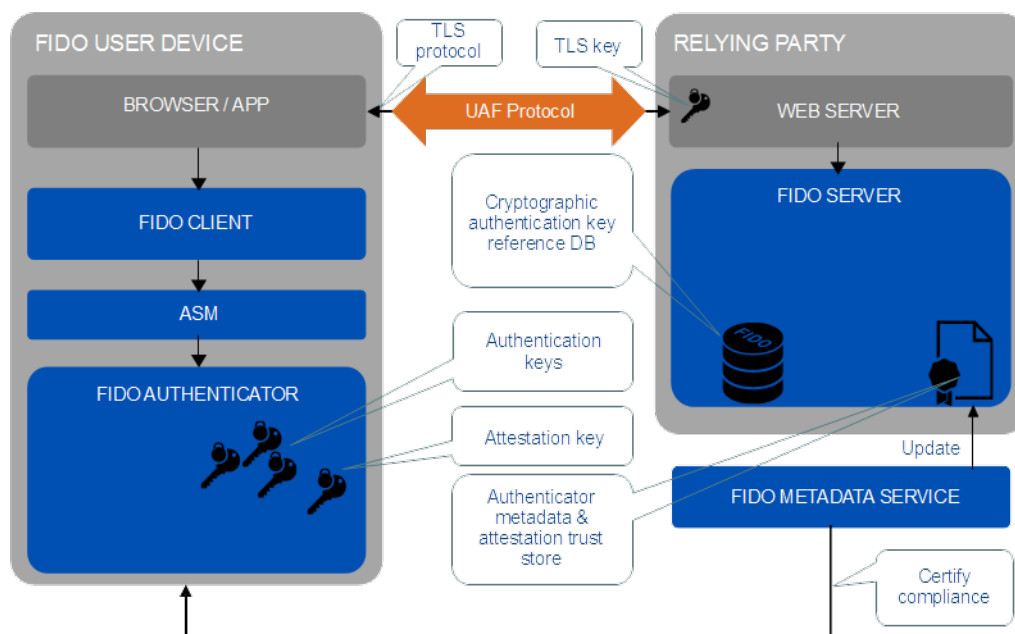 FIDO USER DEVICE
TLS
protocol
TLS key
RELYING PARTY
BROWSER / APP
UAF Protocol
WEB SERVER
FIDO CLIENT
Cryptographic
authentication key
reference DB
FIDO SERVER
ASM
FIDO
Authentication
keys
FIDO AUTHENTICATOR
Attestation key
Update
Authenticator
metadata &
attestation trust
store
FIDO METADATA SERVICE
Certify
compliance